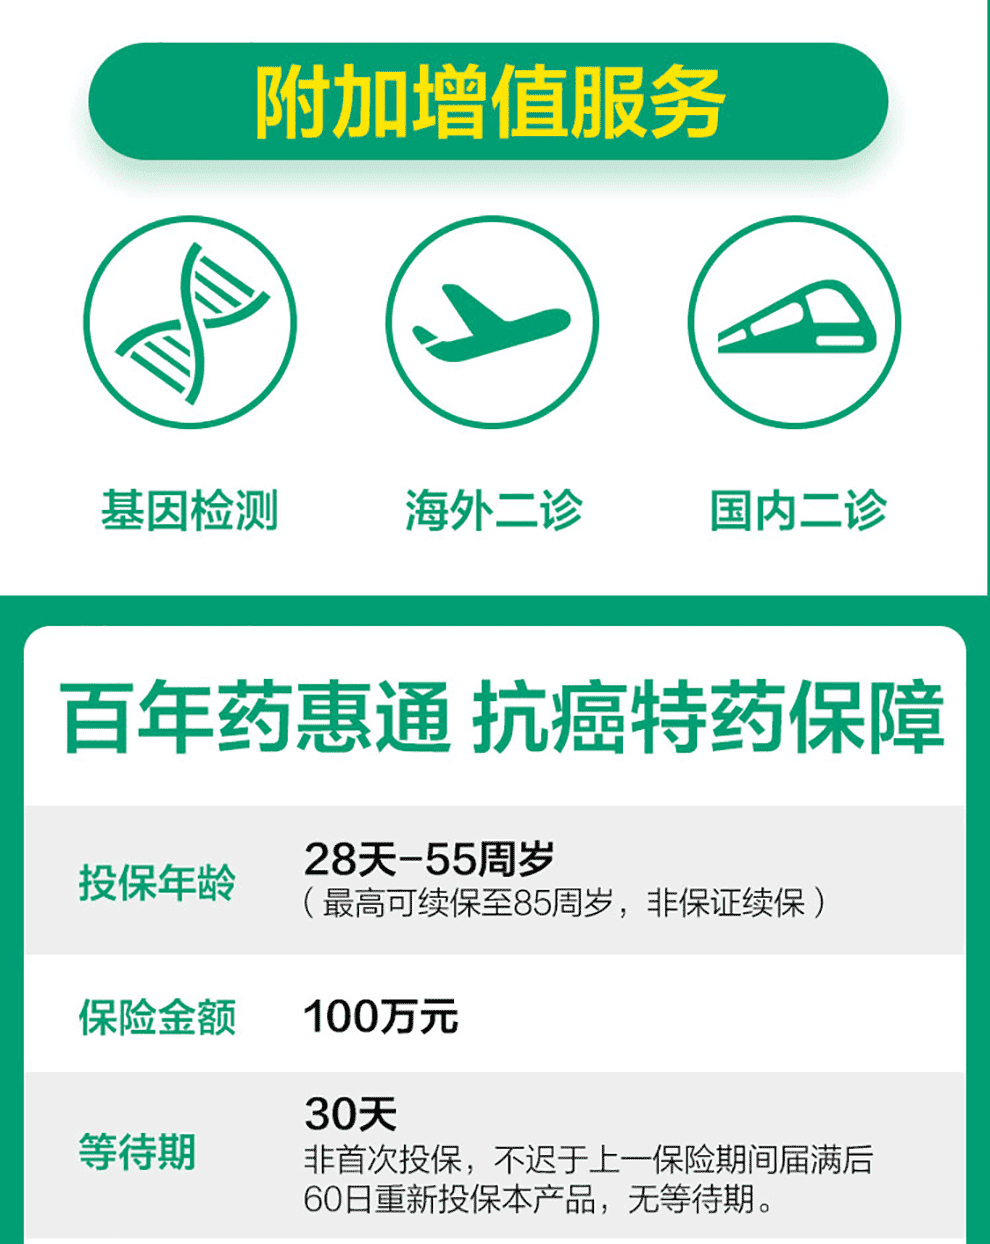 附加增值服务
基因检测
海外二诊
国内二诊
百年药惠通 抗癌特药保障
投保年龄
28天-55周岁
（最高可续保至85周岁，非保证续保）
保险金额
100万元
等待期
30天
非首次投保，不迟于上一保险期间届满后
60日重新投保本产品，无等待期。